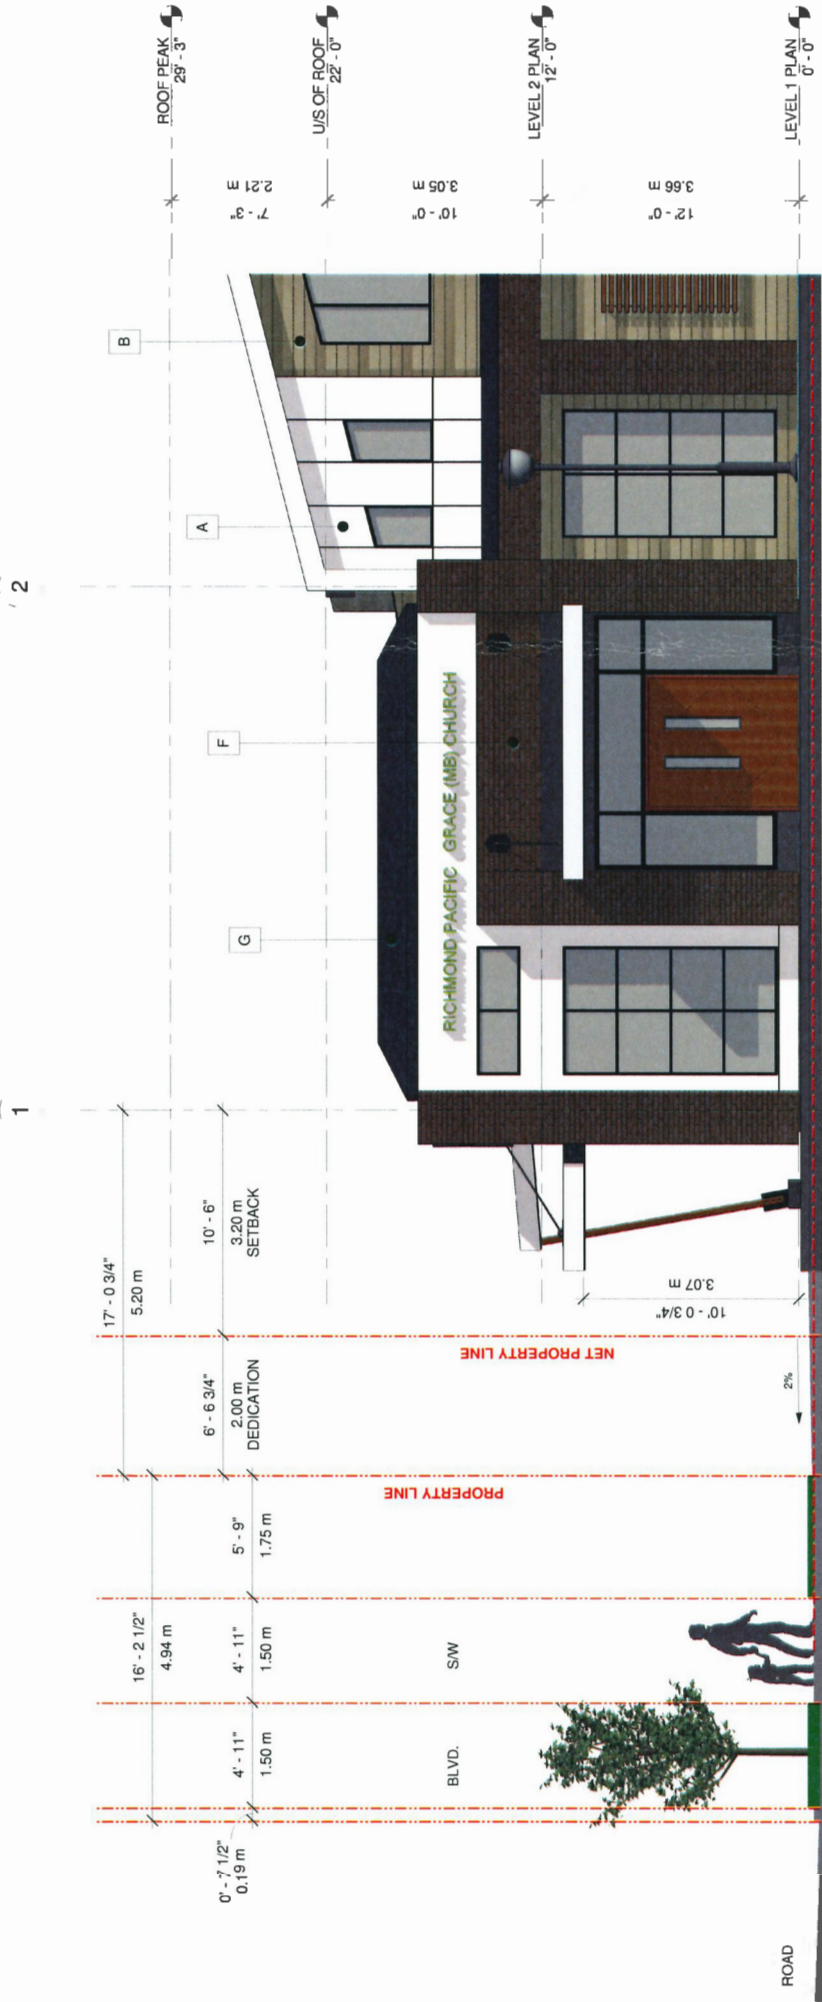 ROOF PEAK
29' - 3"
U/S OF ROOF
22' - 0"
LEVEL 2 PLAN
12' - 0"
LEVEL 1 PLAN
0' - 0"
7' - 3"
2.21 m
10' - 0"
3.05 m
12' - 0"
3.66 m
1
2
B
A
F
G
RICHMOND PACIFIC GRACE (MB) CHURCH
17' - 0 3/4"
5.20 m
10' - 6"
3.20 m
SETBACK
6' - 6 3/4"
2.00 m
DEDICATION
10' - 0 3/4"
3.07 m
NET PROPERTY LINE
2%
PROPERTY LINE
16' - 2 1/2"
4.94 m
5' - 9"
1.75 m
4' - 11"
1.50 m
S/W
4' - 11"
1.50 m
BLVD.
0' - 7 1/2"
0.19 m
ROAD